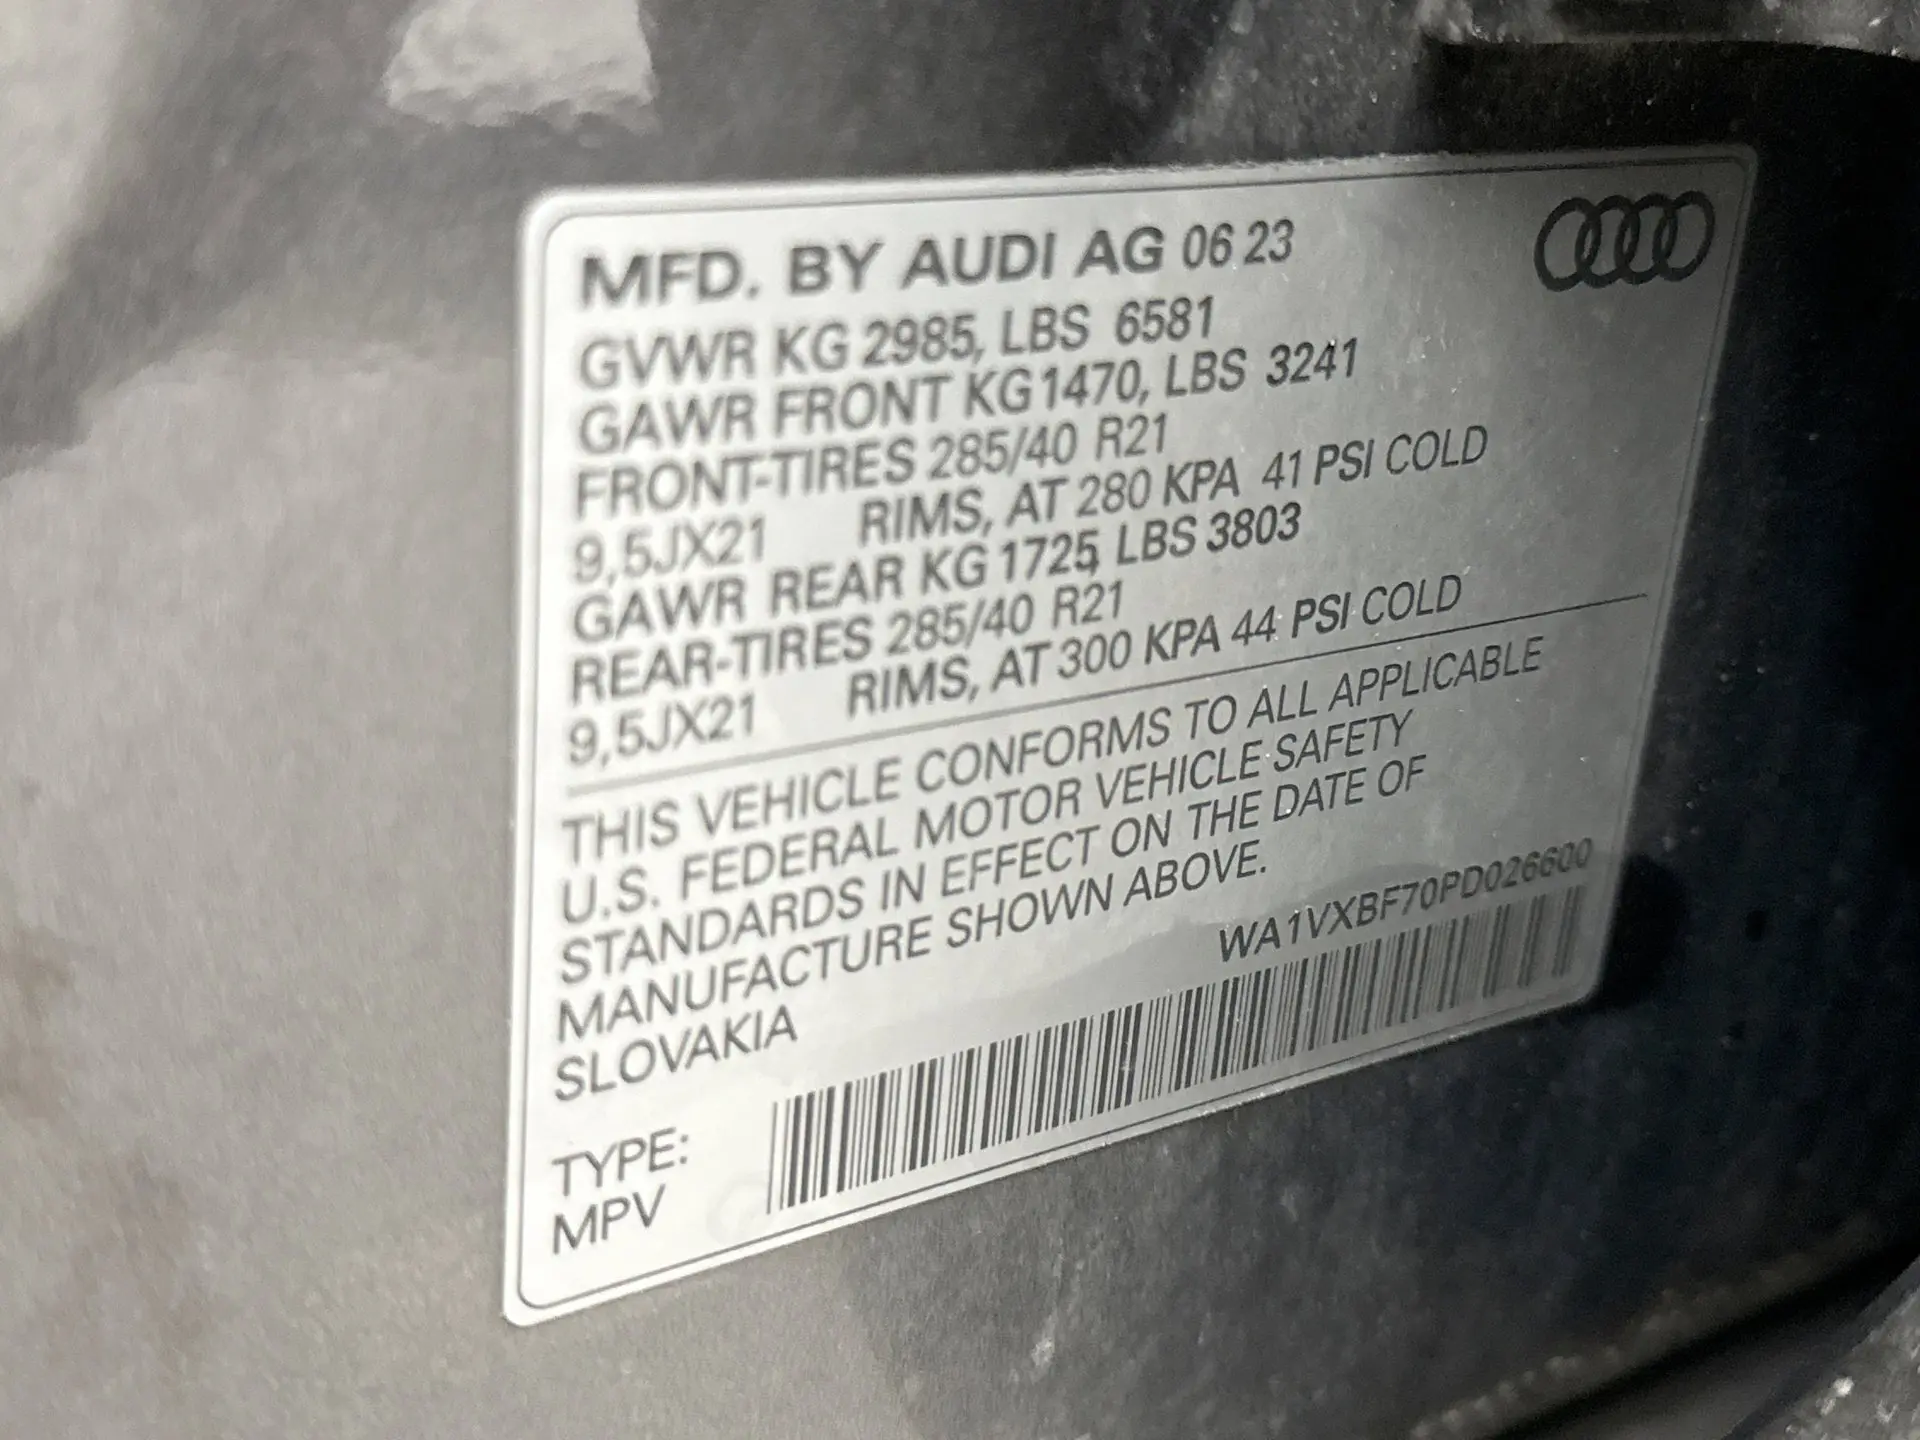 MFD. BY AUDI AG 06 23
GVWR KG 2985, LBS 6581
GAWR FRONT KG 1470, LBS 3241
FRONT-TIRES 285/40 R21
9,5JX21 RIMS, AT 280 KPA 41 PSI COLD
GAWR REAR KG 1725, LBS 3803
REAR-TIRES 285/40 R21
9,5JX21 RIMS, AT 300 KPA 44 PSI COLD
THIS VEHICLE CONFORMS TO ALL APPLICABLE
U.S. FEDERAL MOTOR VEHICLE SAFETY
STANDARDS IN EFFECT ON THE DATE OF
MANUFACTURE SHOWN ABOVE.
SLOVAKIA
WA1VXBF70PD026600
TYPE:
MPV